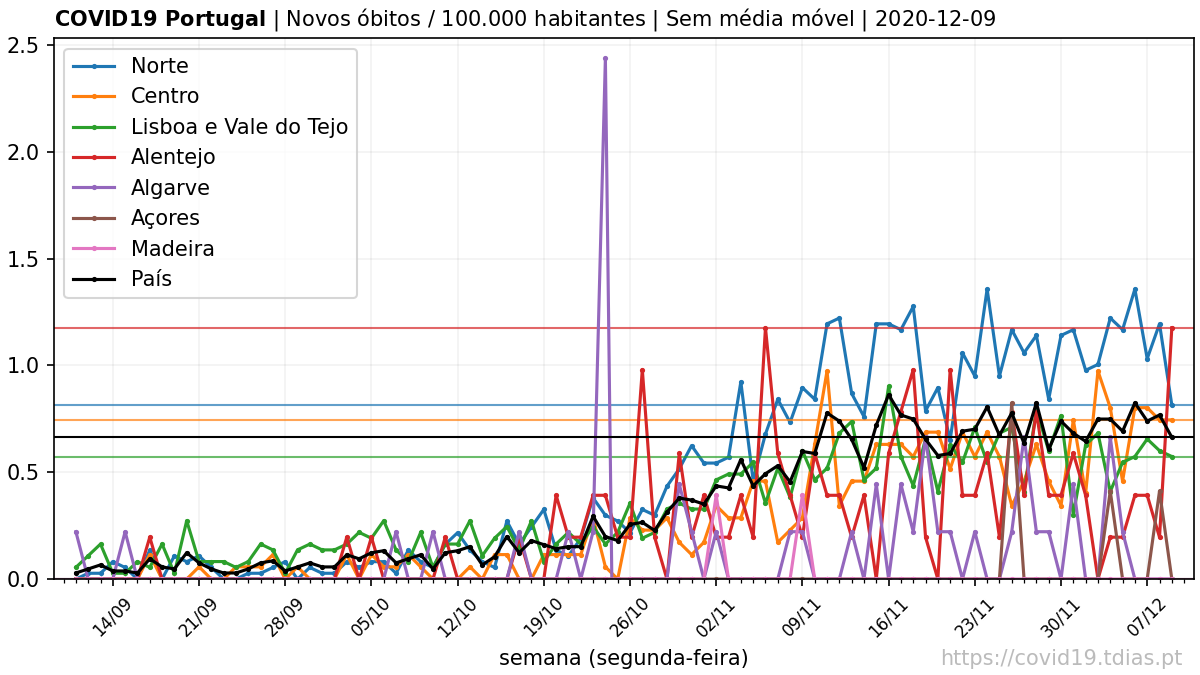 COVID19 Portugal | Novos óbitos / 100.000 habitantes | Sem média móvel | 2020-12-09
2.5
2.0
1.5
1.0
0.5
0.0
Norte
Centro
Lisboa e Vale do Tejo
Alentejo
Algarve
Açores
Madeira
País
14/09 21/09 28/09 05/10 12/10 19/10 26/10 02/11 09/11 16/11 23/11 30/11 07/12
semana (segunda-feira)
https://covid19.tdias.pt